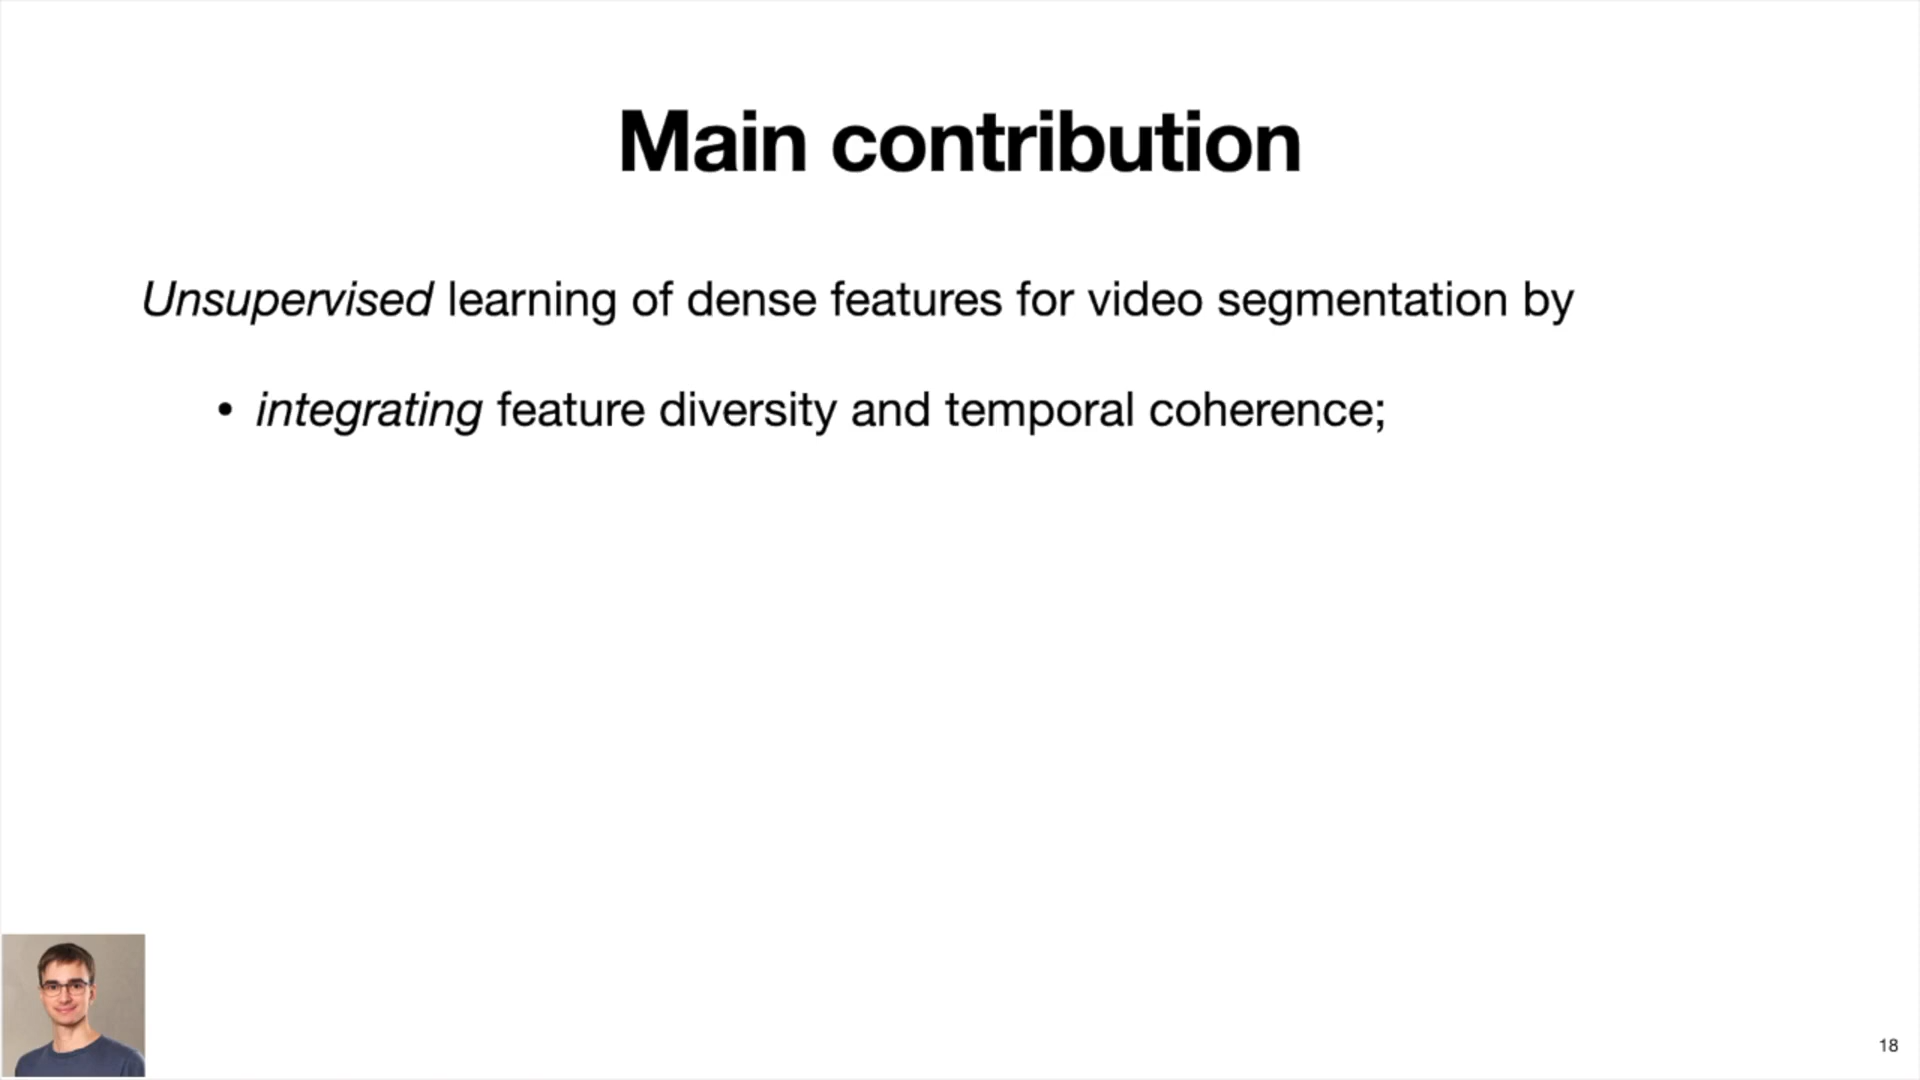 Main contribution
Unsupervised learning of dense features for video segmentation by
• integrating feature diversity and temporal coherence;
18